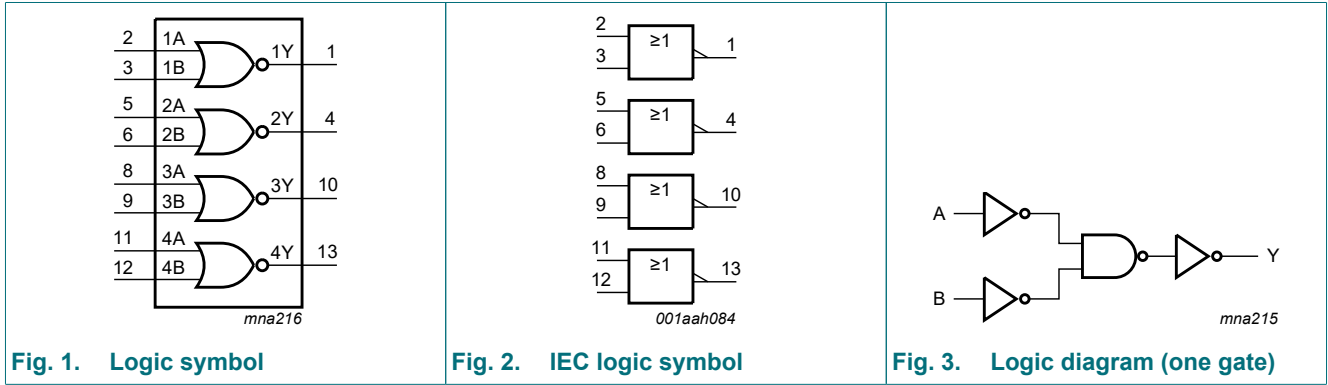 2 1A 1Y 1
3 1B
5 2A 2Y 4
6 2B
8 3A 3Y 10
9 3B
11 4A 4Y 13
12 4B
mna216
Fig. 1. Logic symbol
2 ≥1 1
3
5 ≥1 4
6
8 ≥1 10
9
11 ≥1 13
12
001aah084
Fig. 2. IEC logic symbol
A
Y
B
mna215
Fig. 3. Logic diagram (one gate)